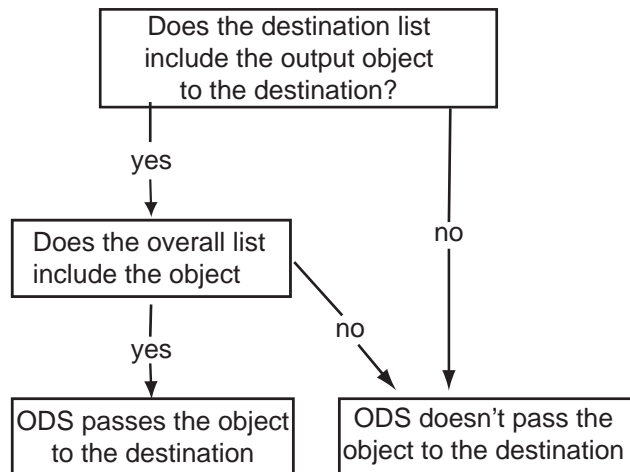 Does the destination list
include the output object
to the destination?
yes
no
Does the overall list
include the object
yes
no
ODS passes the object
to the destination
ODS doesn’t pass the
object to the destination